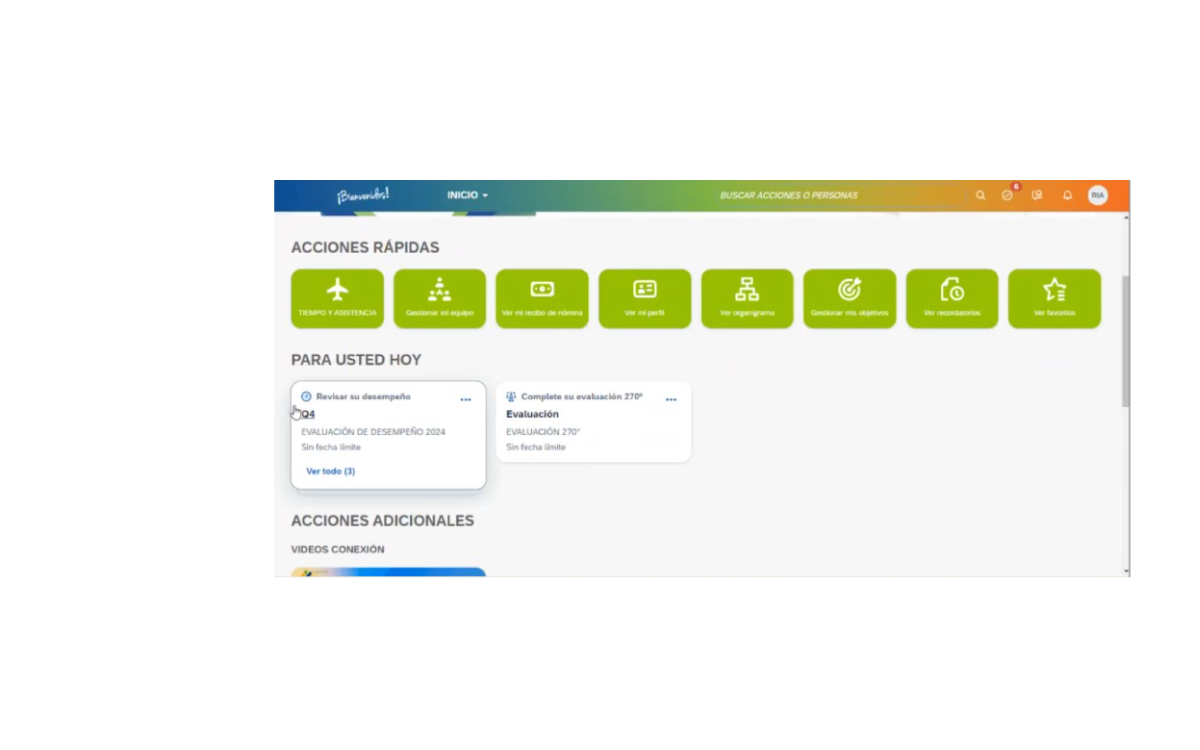 ¡Bienvenidos!
INICIO
BUSCAR ACCIONES O PERSONAS
6
RIA
ACCIONES RÁPIDAS
TIEMPO Y ASISTENCIA
Gestionar mi equipo
Ver mi recibo de nómina
Ver mi perfil
Ver organigrama
Gestionar mis objetivos
Ver recordatorios
Ver favoritos
PARA USTED HOY
Revisar su desempeño
Q4
EVALUACIÓN DE DESEMPEÑO 2024
Sin fecha límite
Ver todo (3)
Complete su evaluación 270°
Evaluación
EVALUACIÓN 270°
Sin fecha límite
ACCIONES ADICIONALES
VIDEOS CONEXIÓN